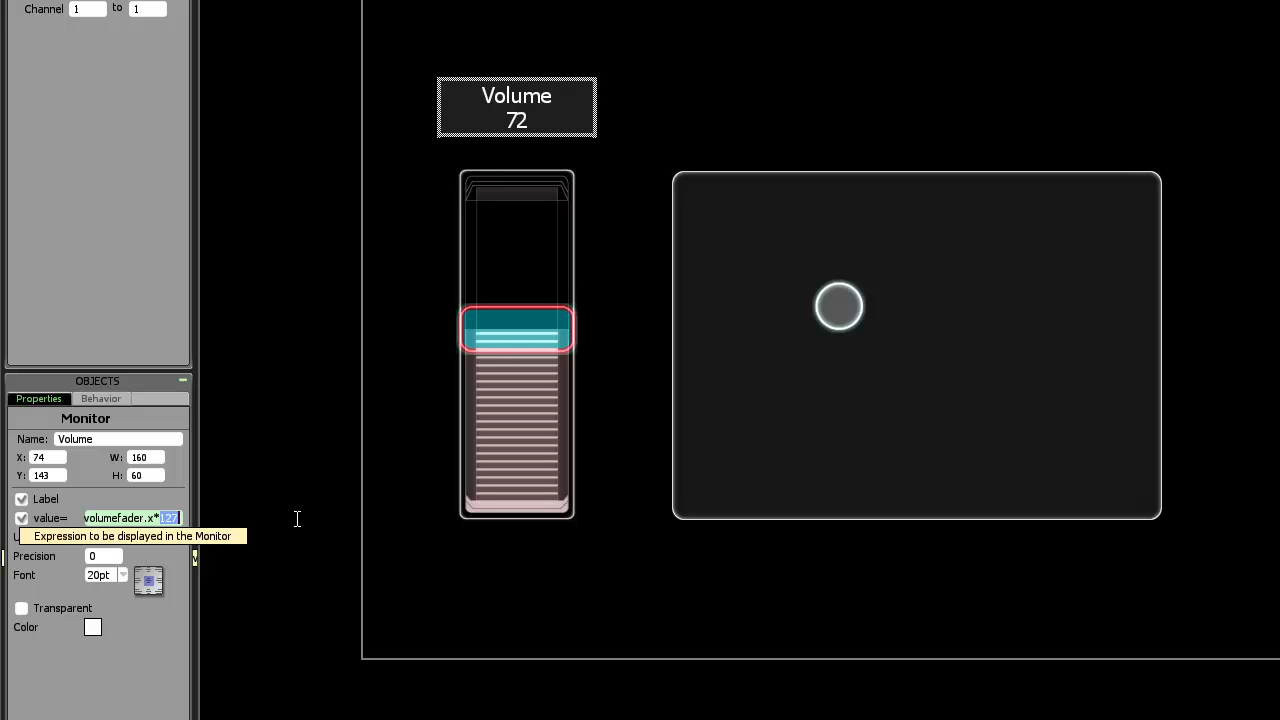 Channel 1 to 1
Volume
72
OBJECTS
Properties Behavior
Monitor
Name: Volume
X: 74 W: 160
Y: 143 H: 60
Label
value= volumefader.x*127
Expression to be displayed in the Monitor
Precision 0
Font 20pt
Transparent
Color